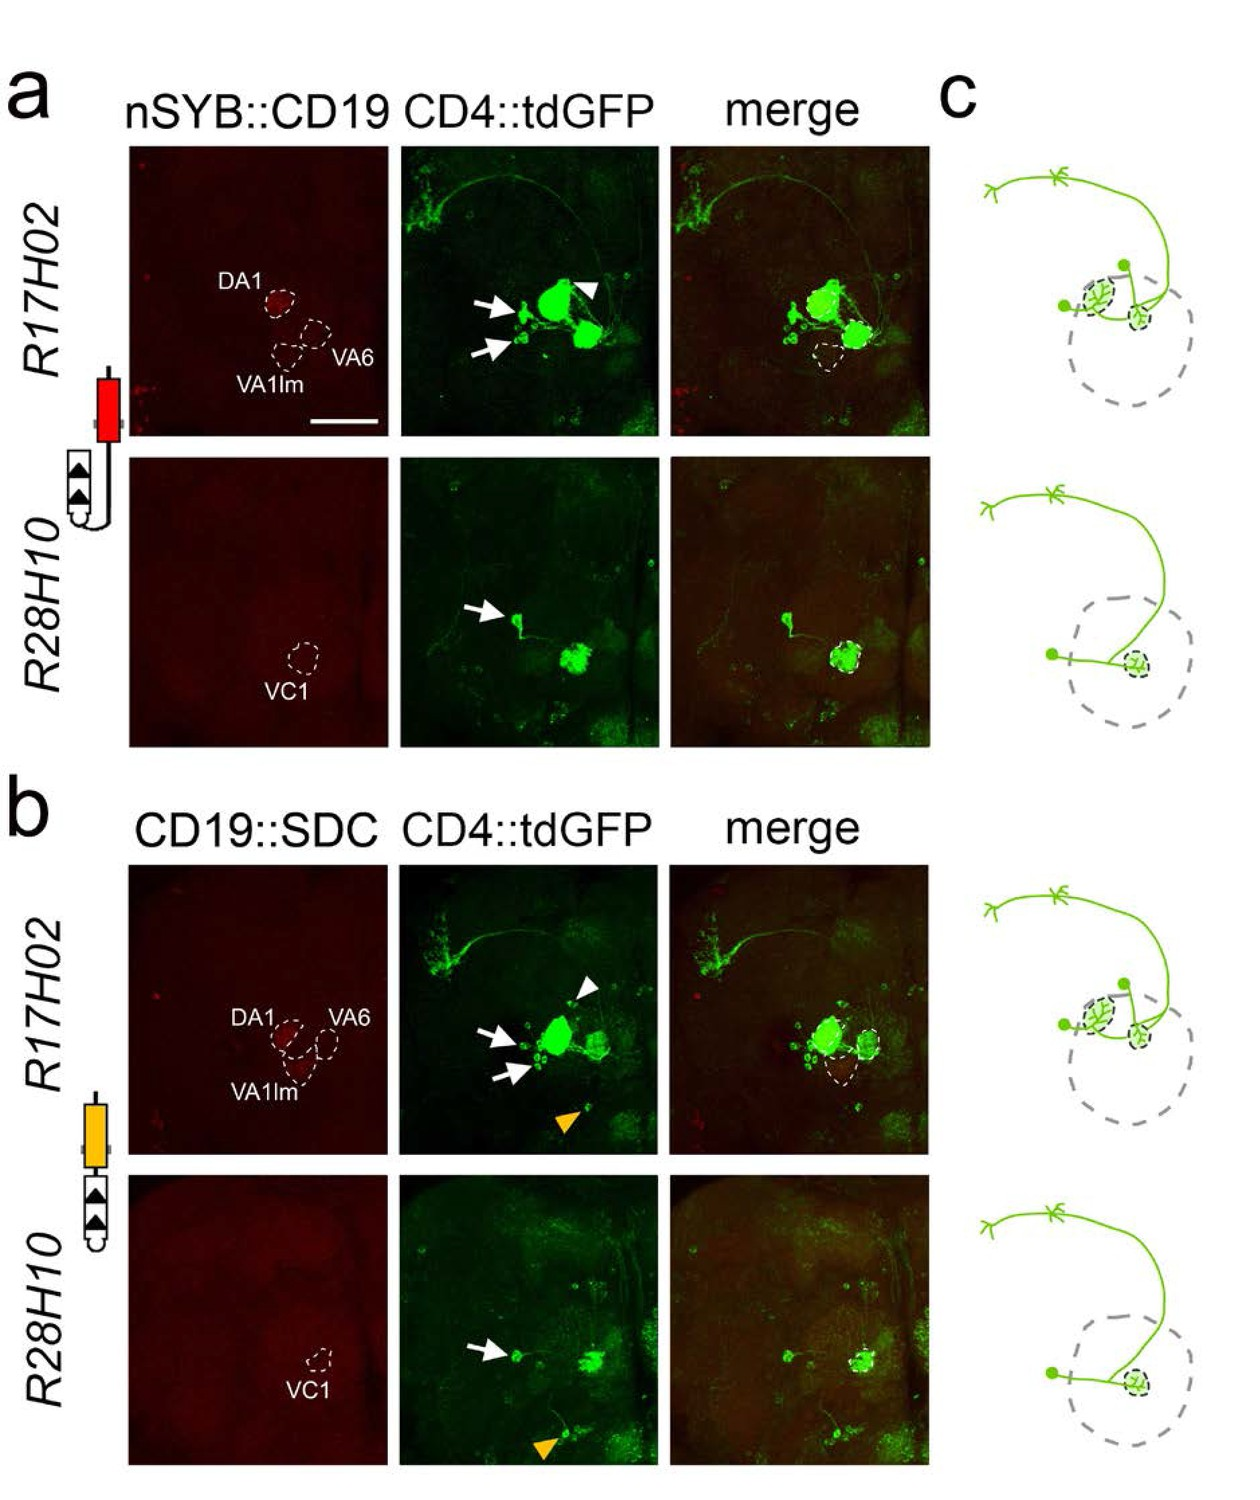 a
c
nSYB::CD19 CD4::tdGFP merge
R17H02
DA1
VA6
VA1lm
R28H10
VC1
b
CD19::SDC CD4::tdGFP merge
R17H02
DA1 VA6
VA1lm
R28H10
VC1